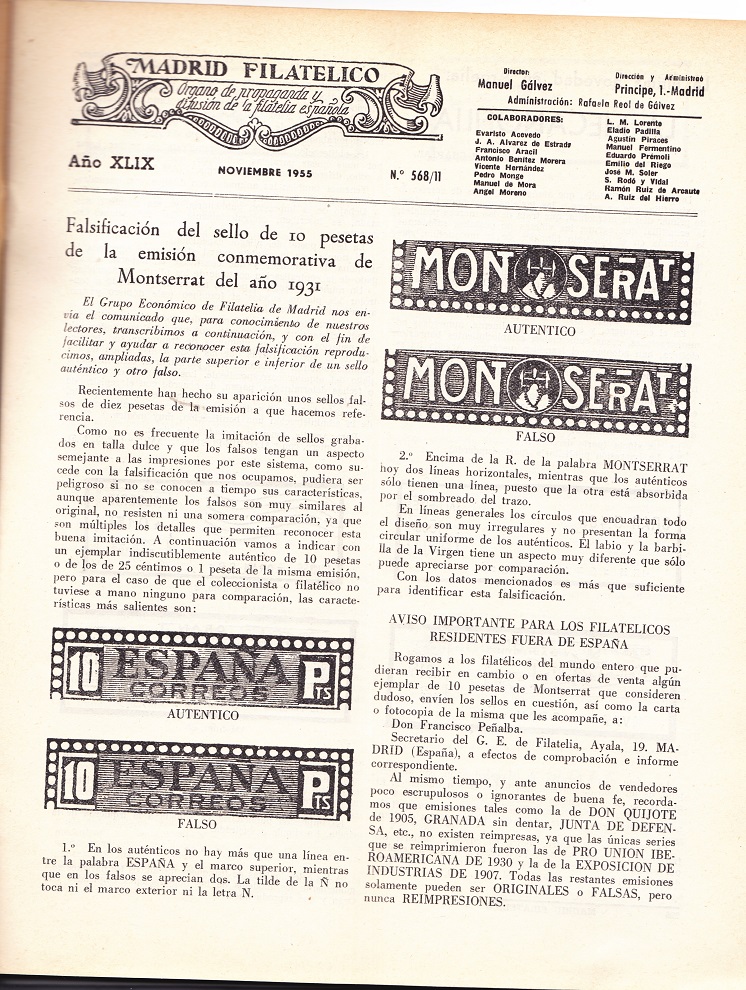 MADRID FILATELICO
Organo de propaganda y
difusión de la filatelia española
Año XLIX
NOVIEMBRE 1955
N.º 568/11
Director:
Manuel Gálvez
Dirección y Administraó
Principe, 1.-Madrid
Administración: Rafaela Reol de Gálvez
COLABORADORES:
Evaristo Acevedo
J. A. Alvarez de Estrada
Francisco Aracil
Antonio Benítez Morera
Vicente Hernández
Pedro Monge
Manuel de Mora
Angel Moreno
L. M. Lorente
Eladio Padilla
Agustín Piraces
Manuel Fermentino
Eduardo Prémoli
Emilio del Riego
José M. Soler
S. Rodó y Vidal
Ramón Ruiz de Arcaute
A. Ruiz del Hierro
Falsificación del sello de 10 pesetas
de la emisión conmemorativa de
Montserrat del año 1931
El Grupo Económico de Filatelia de Madrid nos en-
vía el comunicado que, para conocimiento de nuestros
lectores, transcribimos a continuación, y con el fin de
facilitar y ayudar a reconocer esta falsificación reprodu-
cimos, ampliadas, la parte superior e inferior de un sello
auténtico y otro falso.
Recientemente han hecho su aparición unos sellos fal-
sos de diez pesetas de la emisión a que hacemos refe-
rencia.
Como no es frecuente la imitación de sellos graba-
dos en talla dulce y que los falsos tengan un aspecto
semejante a las impresiones por este sistema, como su-
cede con la falsificación que nos ocupamos, pudiera ser
peligroso si no se conocen a tiempo sus características,
aunque aparentemente los falsos son muy similares al
original, no resisten ni una somera comparación, ya que
son múltiples los detalles que permiten reconocer esta
buena imitación. A continuación vamos a indicar con
un ejemplar indiscutiblemente auténtico de 10 pesetas
o de los de 25 céntimos o 1 peseta de la misma emisión,
pero para el caso de que el coleccionista o filatélico no
tuviese a mano ninguno para comparación, las caracte-
rísticas más salientes son:
10 ESPAÑA CORREOS PTS
AUTENTICO
10 ESPAÑA CORREOS PTS
FALSO
1.º En los auténticos no hay más que una línea en-
tre la palabra ESPAÑA y el marco superior, mientras
que en los falsos se aprecian dos. La tilde de la Ñ no
toca ni el marco exterior ni la letra N.
MONTSERRAT
AUTENTICO
MONTSERRAT
FALSO
2.º Encima de la R. de la palabra MONTSERRAT
hoy dos líneas horizontales, mientras que los auténticos
sólo tienen una línea, puesto que la otra está absorbida
por el sombreado del trazo.
En líneas generales los círculos que encuadran todo
el diseño son muy irregulares y no presentan la forma
circular uniforme de los auténticos. El labio y la barbi-
lla de la Virgen tiene un aspecto muy diferente que sólo
puede apreciarse por comparación.
Con los datos mencionados es más que suficiente
para identificar esta falsificación.
AVISO IMPORTANTE PARA LOS FILATELICOS
RESIDENTES FUERA DE ESPAÑA
Rogamos a los filatélicos del mundo entero que pu-
dieran recibir en cambio o en ofertas de venta algún
ejemplar de 10 pesetas de Montserrat que consideren
dudoso, envíen los sellos en cuestión, así como la carta
o fotocopia de la misma que les acompañe, a:
Don Francisco Peñalba.
Secretario del G. E. de Filatelia, Ayala, 19. MA-
DRID (España), a efectos de comprobación e informe
correspondiente.
Al mismo tiempo, y ante anuncios de vendedores
poco escrupulosos o ignorantes de buena fe, recorda-
mos que emisiones tales como la de DON QUIJOTE
de 1905, GRANADA sin dentar, JUNTA DE DEFEN-
SA, etc., no existen reimpresas, ya que las únicas series
que se reimprimieron fueron las de PRO UNION IBE-
ROAMERICANA DE 1930 y la de la EXPOSICION DE
INDUSTRIAS DE 1907. Todas las restantes emisiones
solamente pueden ser ORIGINALES o FALSAS, pero
nunca REIMPRESIONES.